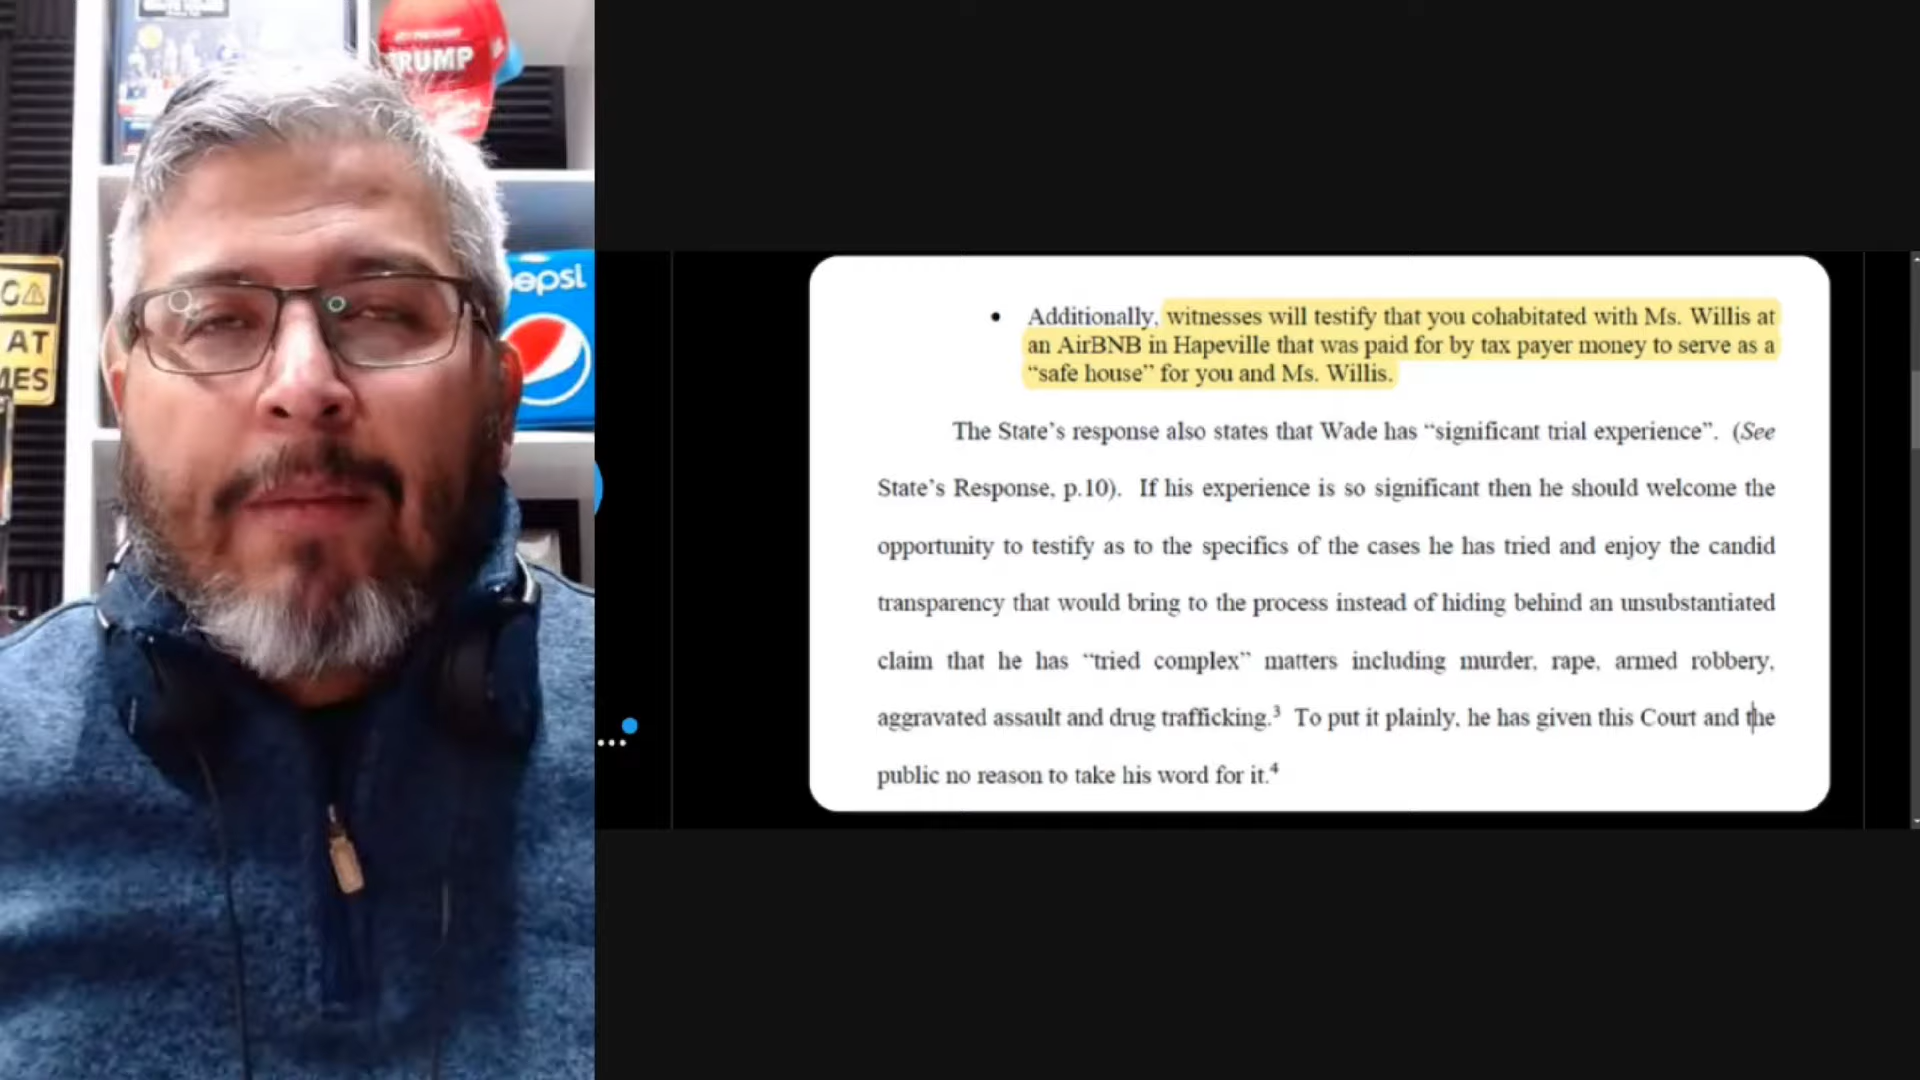 TRUMP
epsi
G
AT
MES
• Additionally, witnesses will testify that you cohabitated with Ms. Willis at
an AirBNB in Hapeville that was paid for by tax payer money to serve as a
“safe house” for you and Ms. Willis.
The State’s response also states that Wade has “significant trial experience”. (See
State’s Response, p.10). If his experience is so significant then he should welcome the
opportunity to testify as to the specifics of the cases he has tried and enjoy the candid
transparency that would bring to the process instead of hiding behind an unsubstantiated
claim that he has “tried complex” matters including murder, rape, armed robbery,
aggravated assault and drug trafficking.³ To put it plainly, he has given this Court and the
public no reason to take his word for it.⁴